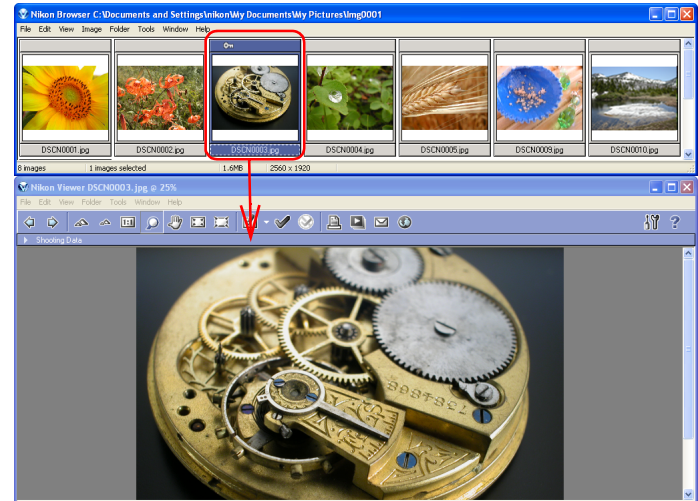 Nikon Browser C:\Documents and Settings\nikon\My Documents\My Pictures\Img0001
File Edit View Image Folder Tools Window Help
DSCN0001.jpg DSCN0002.jpg DSCN0003.jpg DSCN0004.jpg DSCN0005.jpg DSCN0009.jpg DSCN0010.jpg
8 images 1 images selected 1.6MB 2560 x 1920
Nikon Viewer DSCN0003.jpg @ 25%
File Edit View Folder Tools Window Help
1:1
Shooting Data